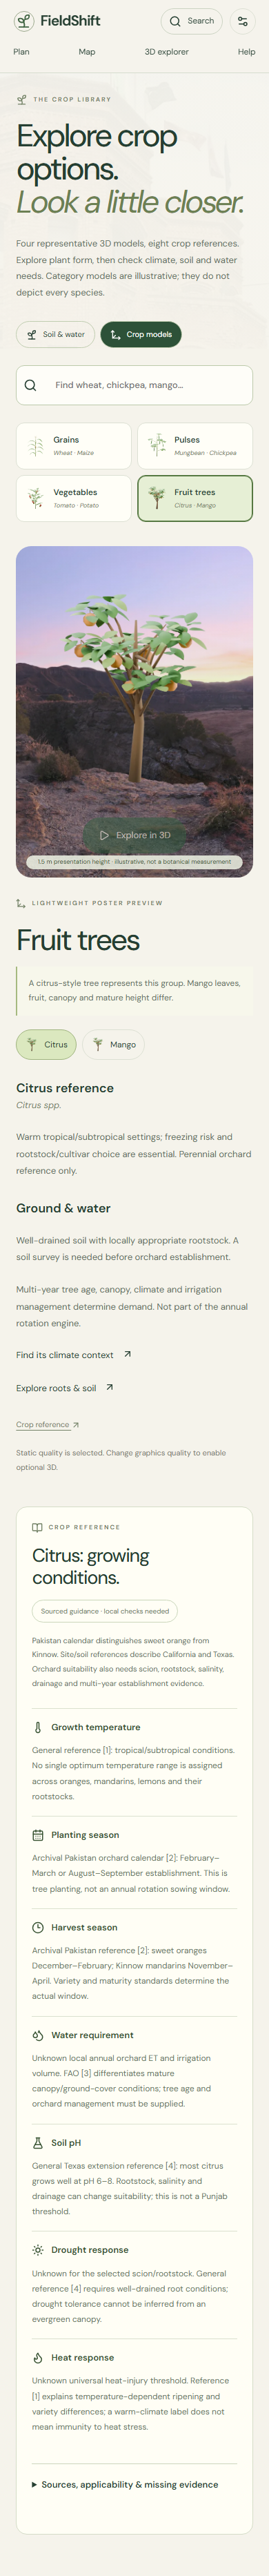 FieldShift
Search
Plan
Map
3D explorer
Help
THE CROP LIBRARY
Explore crop
options.
Look a little closer.
Four representative 3D models, eight crop references.
Explore plant form, then check climate, soil and water
needs. Category models are illustrative; they do not
depict every species.
Soil & water
Crop models
Find wheat, chickpea, mango...
Grains
Wheat · Maize
Pulses
Mungbean · Chickpea
Vegetables
Tomato · Potato
Fruit trees
Citrus · Mango
Explore in 3D
1.5 m presentation height · illustrative, not a botanical measurement
LIGHTWEIGHT POSTER PREVIEW
Fruit trees
A citrus-style tree represents this group. Mango leaves,
fruit, canopy and mature height differ.
Citrus
Mango
Citrus reference
Citrus spp.
Warm tropical/subtropical settings; freezing risk and
rootstock/cultivar choice are essential. Perennial orchard
reference only.
Ground & water
Well-drained soil with locally appropriate rootstock. A
soil survey is needed before orchard establishment.
Multi-year tree age, canopy, climate and irrigation
management determine demand. Not part of the annual
rotation engine.
Find its climate context
Explore roots & soil
Crop reference
Static quality is selected. Change graphics quality to enable
optional 3D.
CROP REFERENCE
Citrus: growing
conditions.
Sourced guidance · local checks needed
Pakistan calendar distinguishes sweet orange from
Kinnow. Site/soil references describe California and Texas.
Orchard suitability also needs scion, rootstock, salinity,
drainage and multi-year establishment evidence.
Growth temperature
General reference [1]: tropical/subtropical conditions.
No single optimum temperature range is assigned
across oranges, mandarins, lemons and their
rootstocks.
Planting season
Archival Pakistan orchard calendar [2]: February–
March or August–September establishment. This is
tree planting, not an annual rotation sowing window.
Harvest season
Archival Pakistan reference [2]: sweet oranges
December–February; Kinnow mandarins November–
April. Variety and maturity standards determine the
actual window.
Water requirement
Unknown local annual orchard ET and irrigation
volume. FAO [3] differentiates mature
canopy/ground-cover conditions; tree age and
orchard management must be supplied.
Soil pH
General Texas extension reference [4]: most citrus
grows well at pH 6–8. Rootstock, salinity and
drainage can change suitability; this is not a Punjab
threshold.
Drought response
Unknown for the selected scion/rootstock. General
reference [4] requires well-drained root conditions;
drought tolerance cannot be inferred from an
evergreen canopy.
Heat response
Unknown universal heat-injury threshold. Reference
[1] explains temperature-dependent ripening and
variety differences; a warm-climate label does not
mean immunity to heat stress.
Sources, applicability & missing evidence